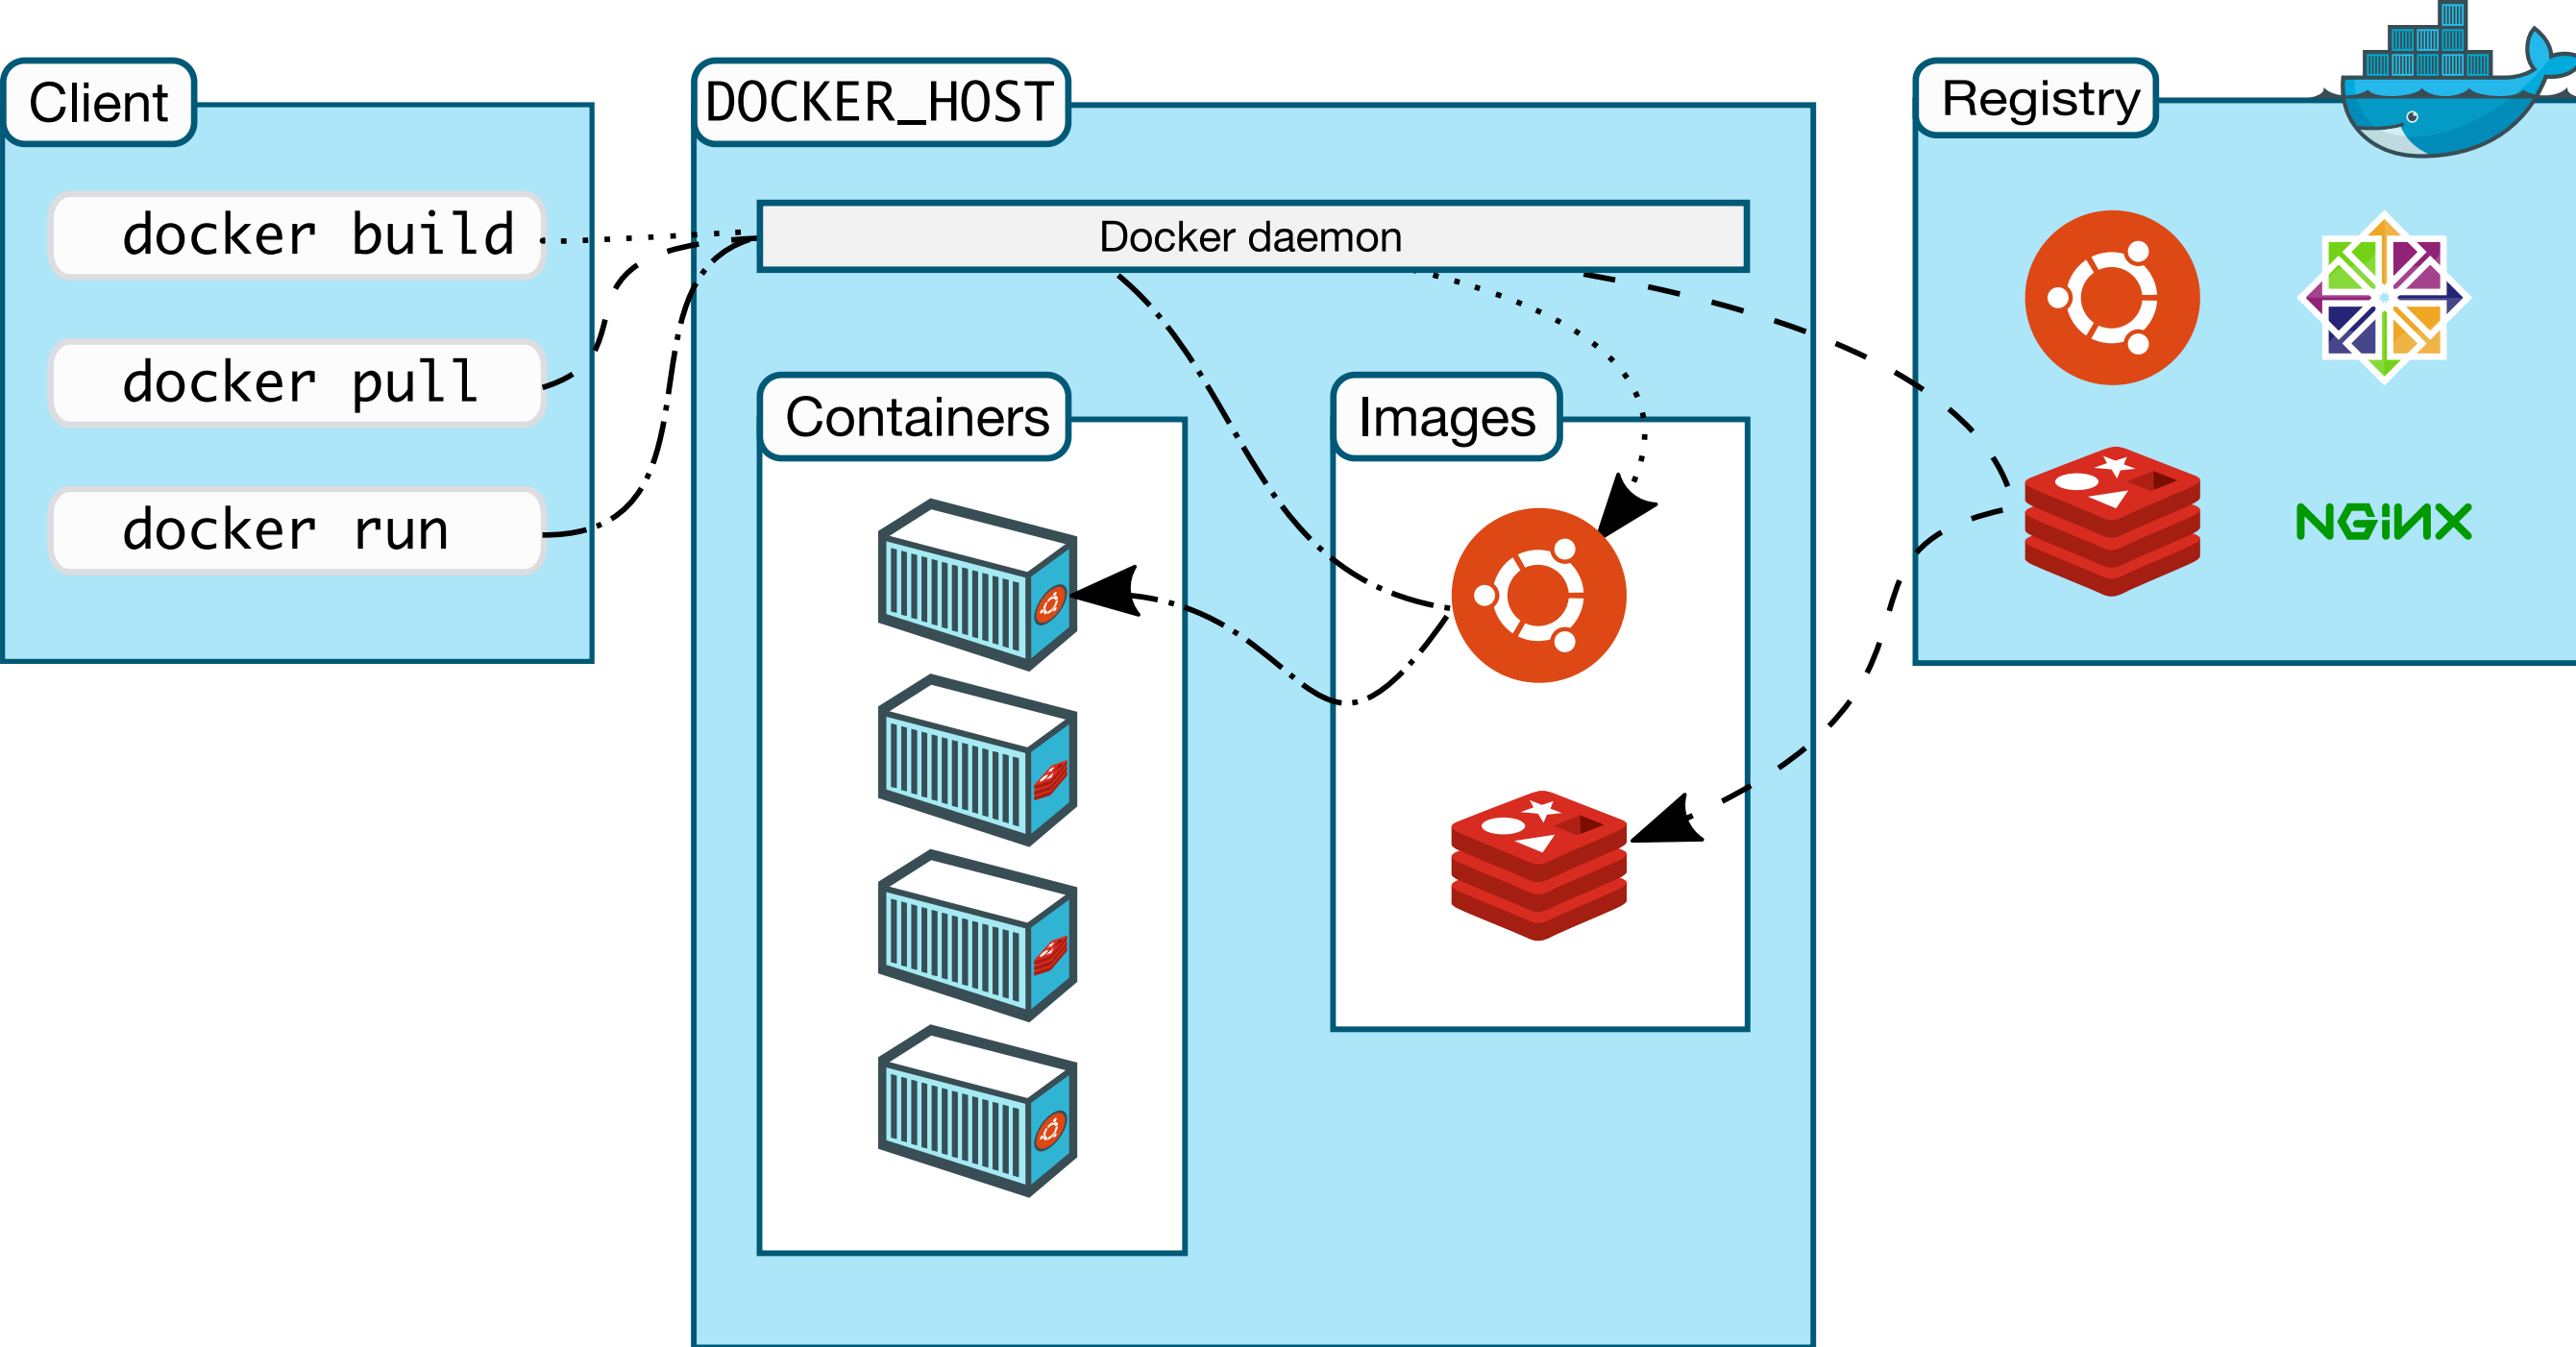 Client
docker build
docker pull
docker run
DOCKER_HOST
Docker daemon
Containers
Images
Registry
NGiNX